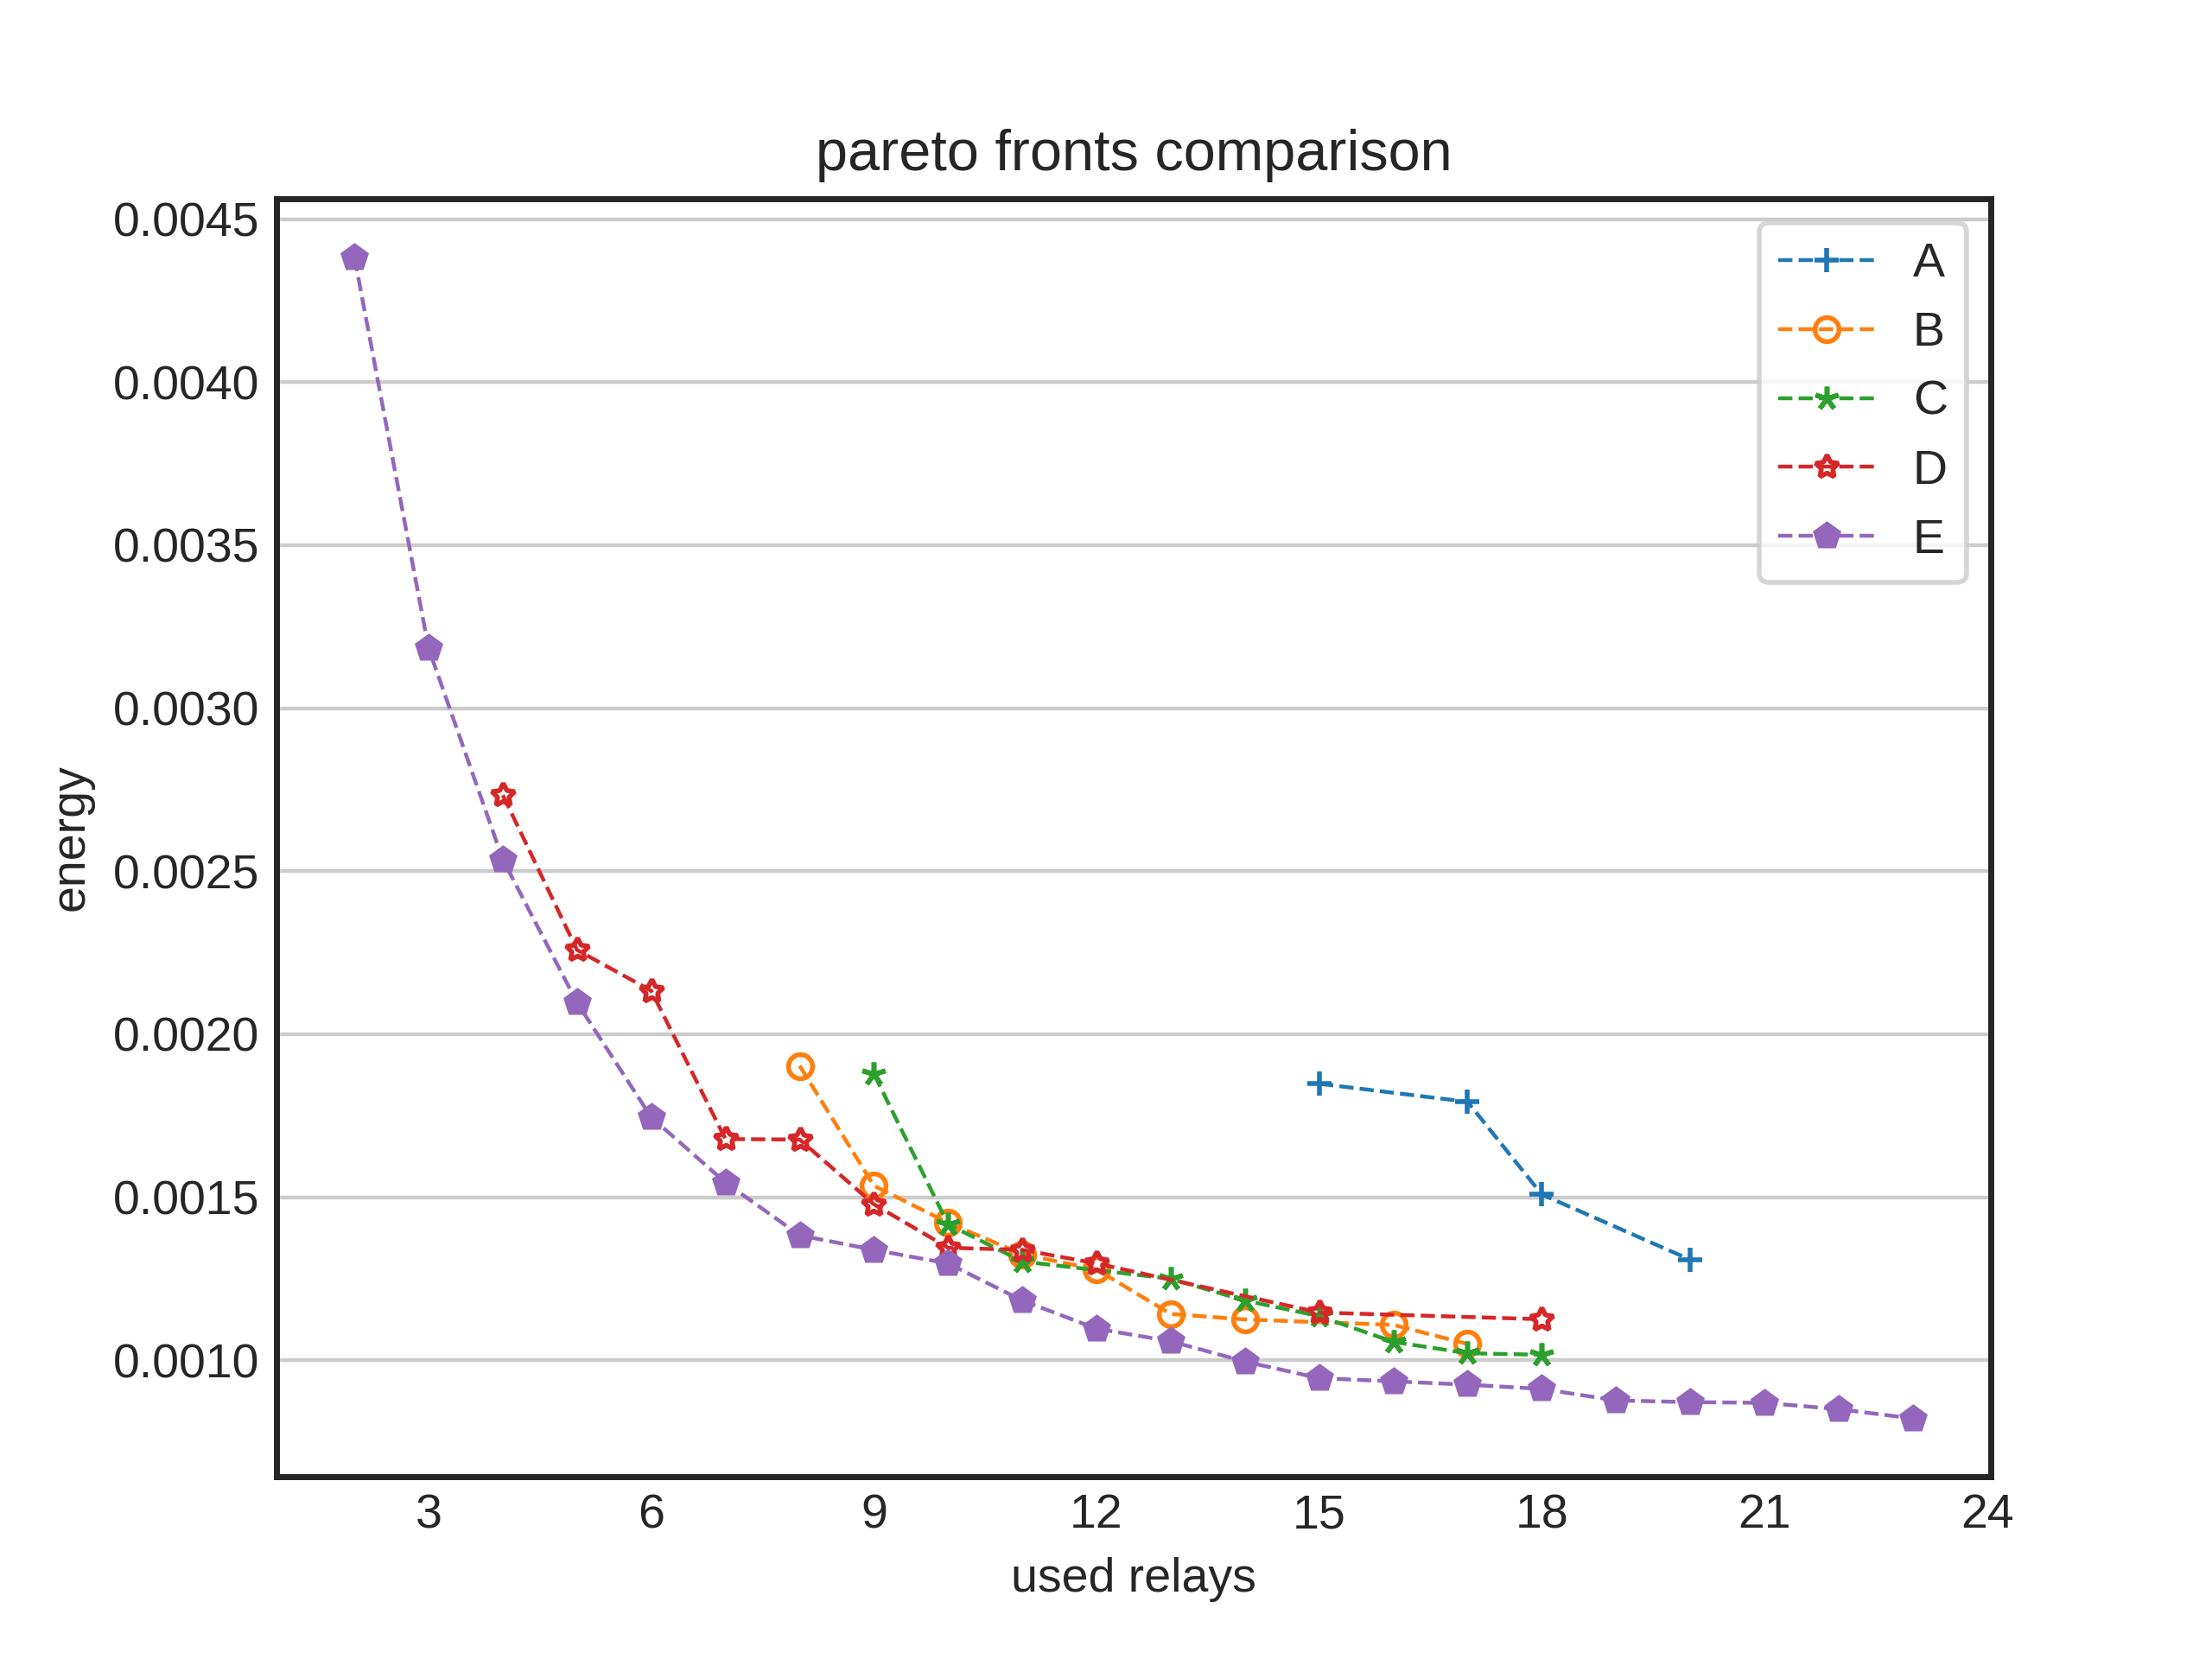 pareto fronts comparison
0.0045
0.0040
0.0035
0.0030
0.0025
0.0020
0.0015
0.0010
energy
A
B
C
D
E
3 6 9 12 15 18 21 24
used relays